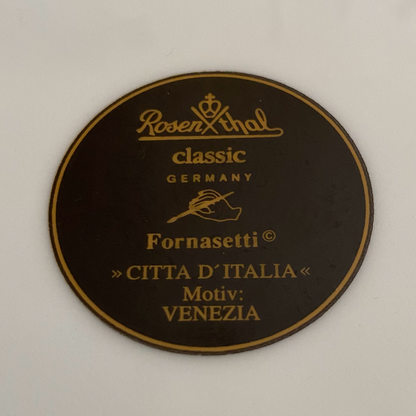 Rosenthal
classic
GERMANY
Fornasetti ©
» CITTA D´ITALIA «
Motiv:
VENEZIA